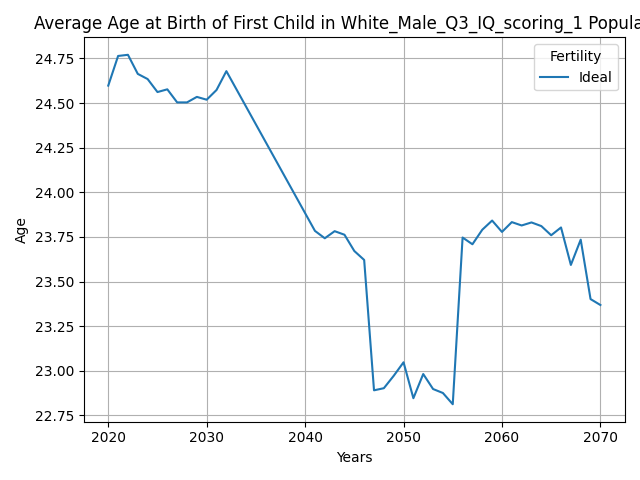 Average Age at Birth of First Child in White_Male_Q3_IQ_scoring_1 Popula
24.75
24.50
24.25
24.00
23.75
23.50
23.25
23.00
22.75
Age
Fertility
Ideal
2020 2030 2040 2050 2060 2070
Years